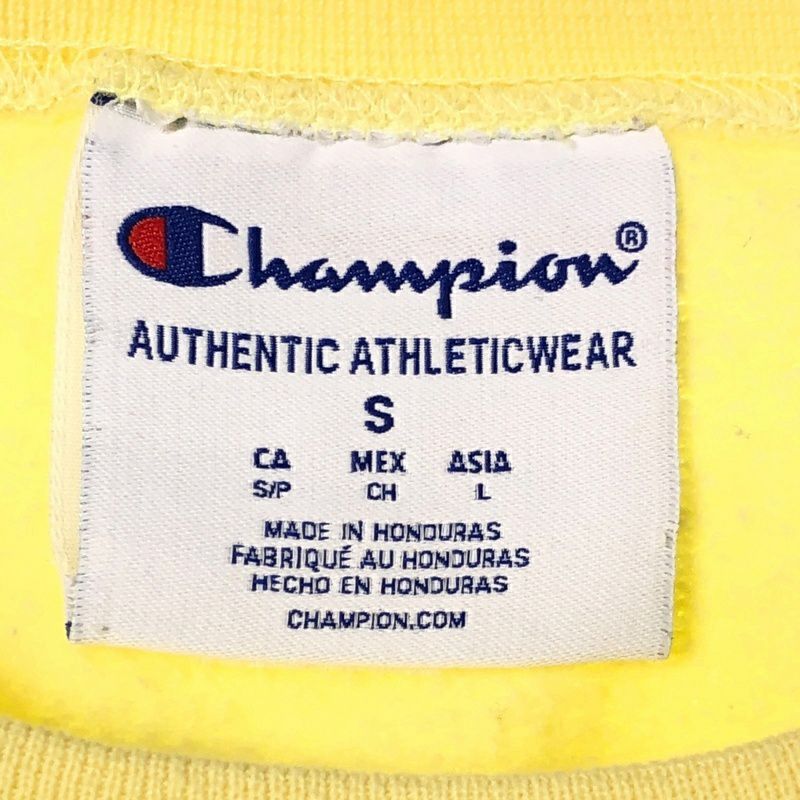 Champion®
AUTHENTIC ATHLETICWEAR
S
CA MEX ASIA
S/P CH L
MADE IN HONDURAS
FABRIQUÉ AU HONDURAS
HECHO EN HONDURAS
CHAMPION.COM